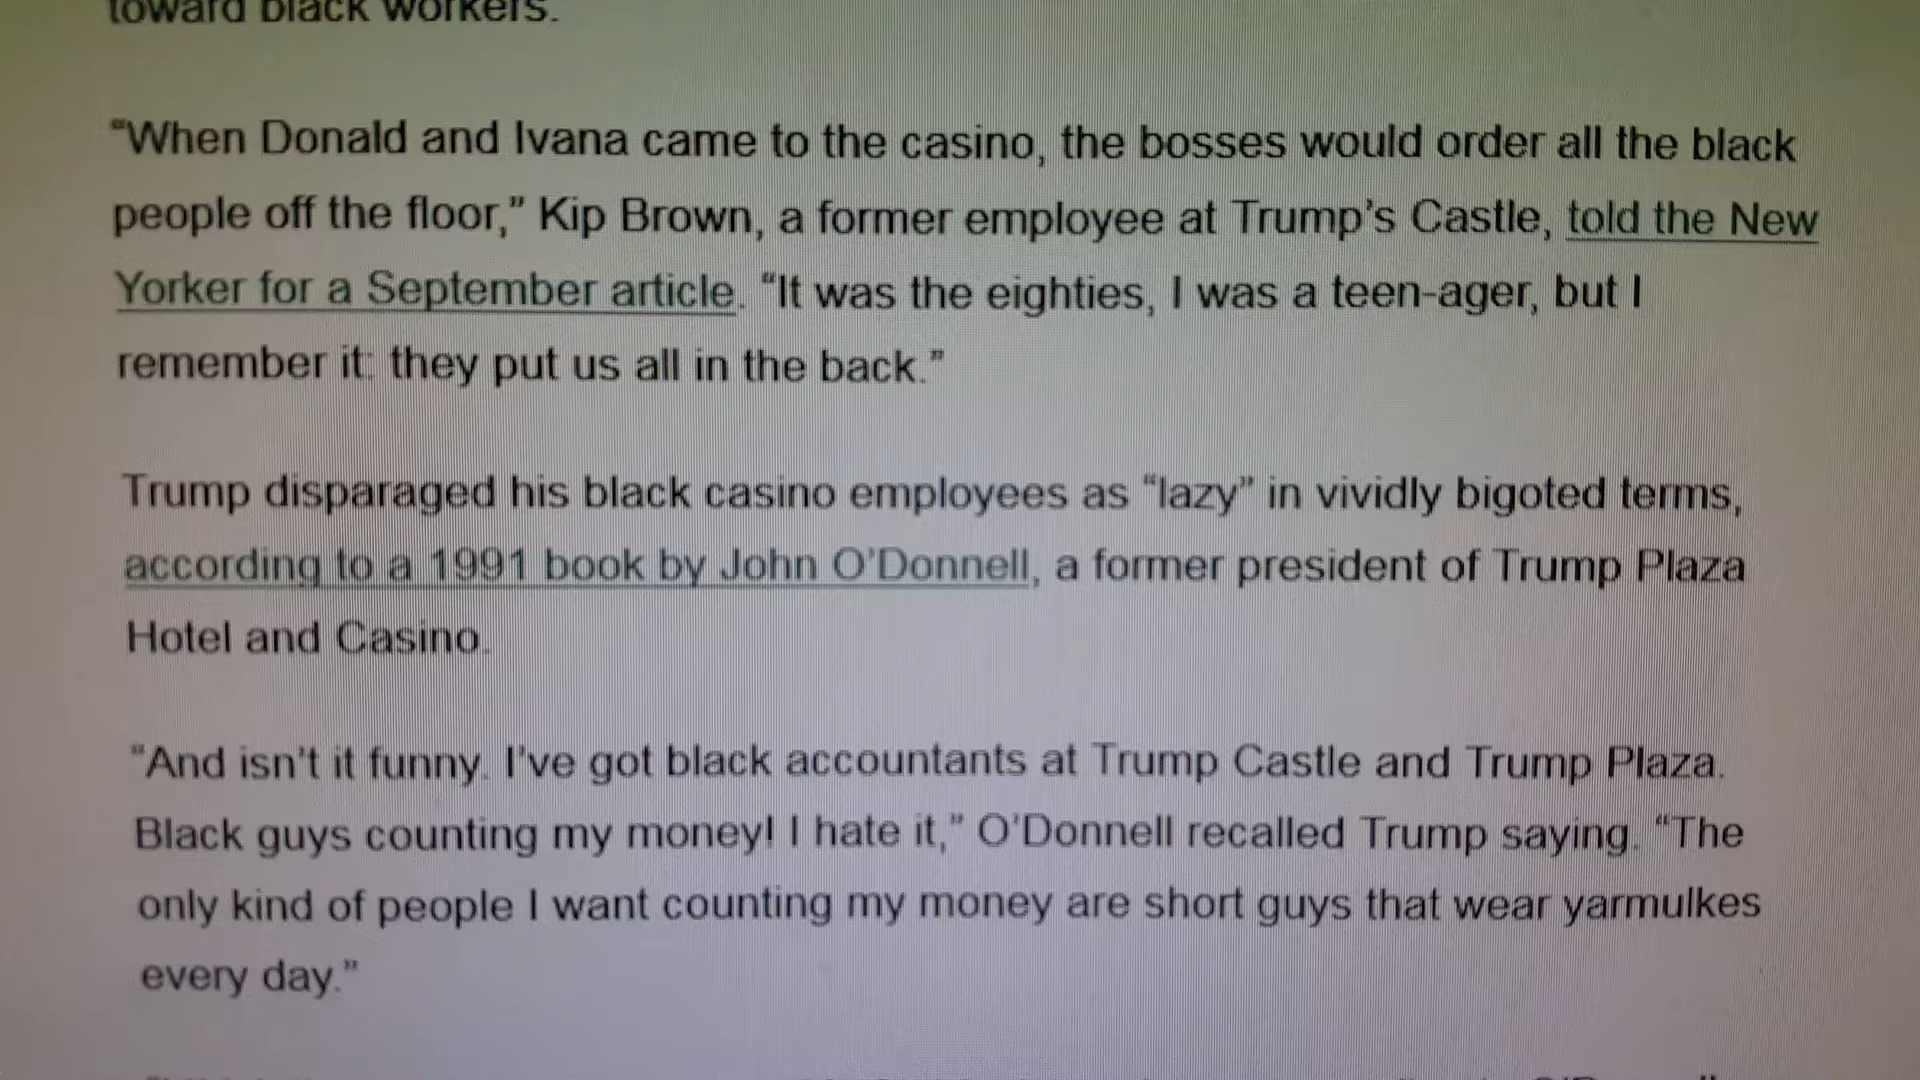 toward black workers.
“When Donald and Ivana came to the casino, the bosses would order all the black
people off the floor,” Kip Brown, a former employee at Trump’s Castle, told the New
Yorker for a September article. “It was the eighties, I was a teen-ager, but I
remember it: they put us all in the back.”
Trump disparaged his black casino employees as “lazy” in vividly bigoted terms,
according to a 1991 book by John O’Donnell, a former president of Trump Plaza
Hotel and Casino.
“And isn’t it funny. I’ve got black accountants at Trump Castle and Trump Plaza.
Black guys counting my money! I hate it,” O’Donnell recalled Trump saying. “The
only kind of people I want counting my money are short guys that wear yarmulkes
every day.”